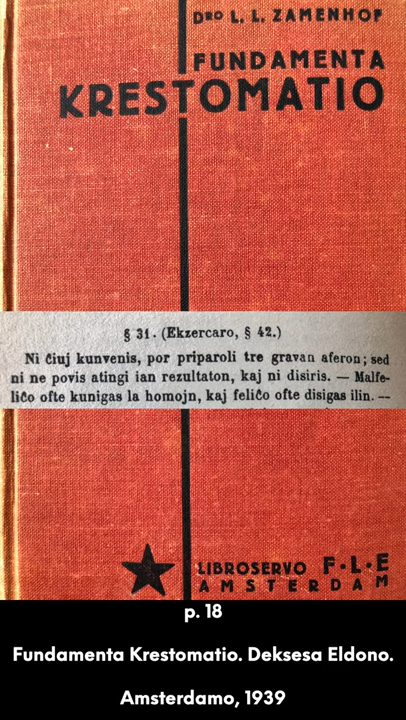 DRO L. L. ZAMENHOF
FUNDAMENTA
KRESTOMATIO
§ 31. (Ekzercaro, § 42.)
Ni ĉiuj kunvenis, por priparoli tre gravan aferon; sed
ni ne povis atingi ian rezultaton, kaj ni disiris. — Malfe-
liĉo ofte kunigas la homojn, kaj feliĉo ofte disigas ilin. —
LIBROSERVO F·L·E
AMSTERDAM
p. 18
Fundamenta Krestomatio. Deksesa Eldono.
Amsterdamo, 1939